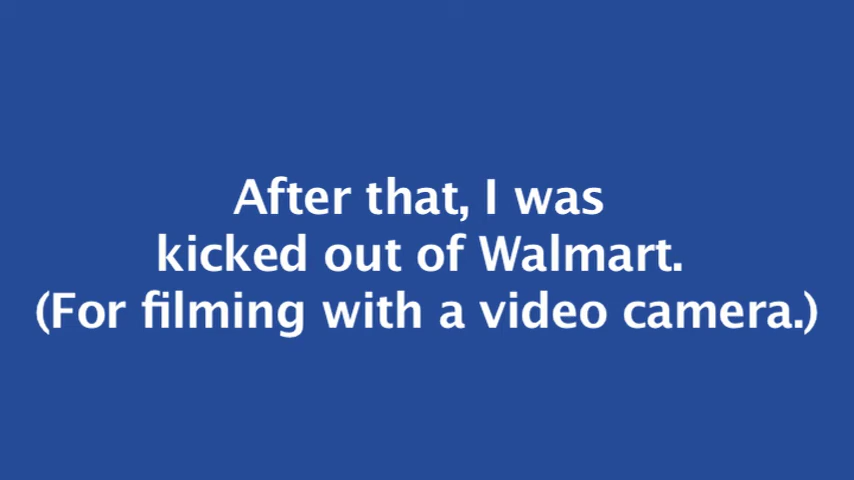 After that, I was
kicked out of Walmart.
(For filming with a video camera.)